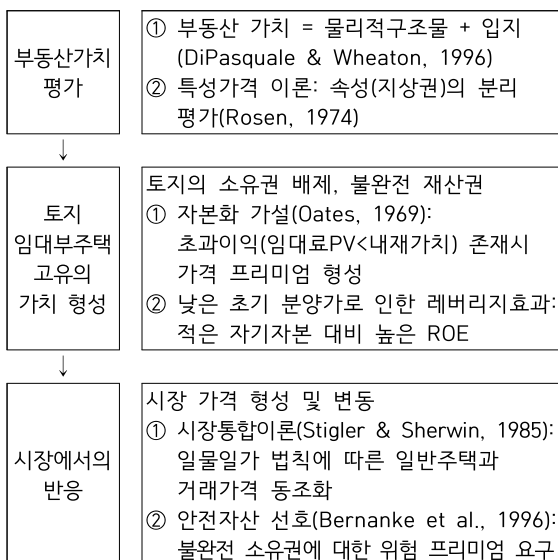 부동산가치
평가
① 부동산 가치 = 물리적구조물 + 입지
(DiPasquale & Wheaton, 1996)
② 특성가격 이론: 속성(지상권)의 분리
평가(Rosen, 1974)
↓
토지
임대부주택
고유의
가치 형성
토지의 소유권 배제, 불완전 재산권
① 자본화 가설(Oates, 1969):
초과이익(임대료PV<내재가치) 존재시
가격 프리미엄 형성
② 낮은 초기 분양가로 인한 레버리지효과:
적은 자기자본 대비 높은 ROE
↓
시장에서의
반응
시장 가격 형성 및 변동
① 시장통합이론(Stigler & Sherwin, 1985):
일물일가 법칙에 따른 일반주택과
거래가격 동조화
② 안전자산 선호(Bernanke et al., 1996):
불완전 소유권에 대한 위험 프리미엄 요구